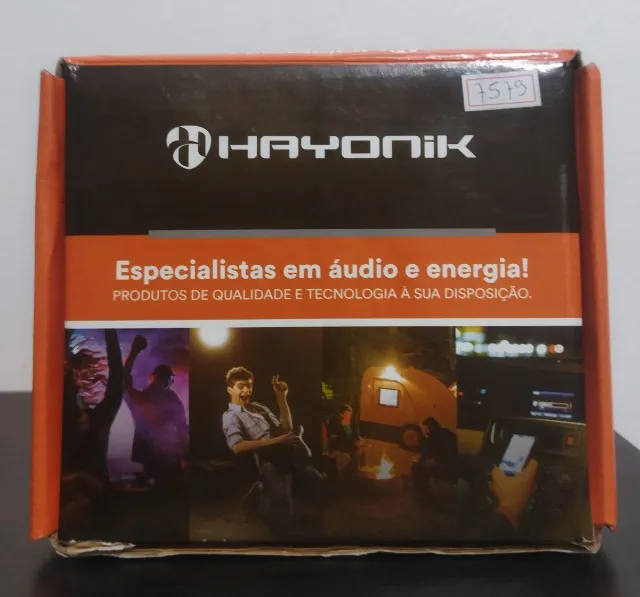 7579
HAYONIK
Especialistas em áudio e energia!
PRODUTOS DE QUALIDADE E TECNOLOGIA À SUA DISPOSIÇÃO.